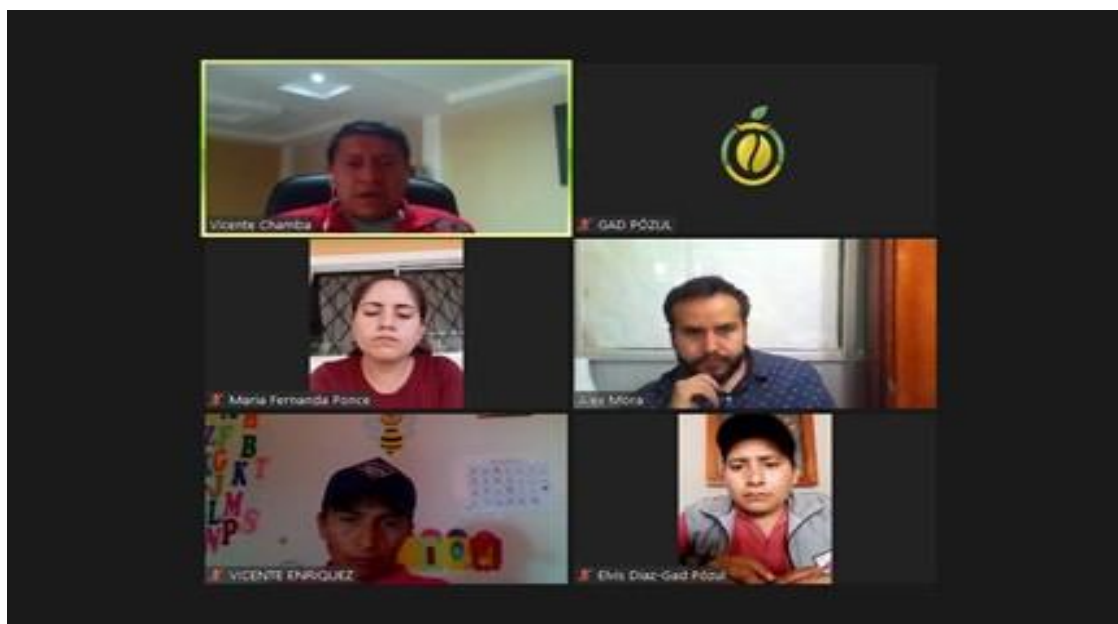 Vicente Chamba
GAD PÓZUL
Maria Fernanda Ponce
Alex Mora
VICENTE ENRIQUEZ
Elvis Diaz-Gad Pózul